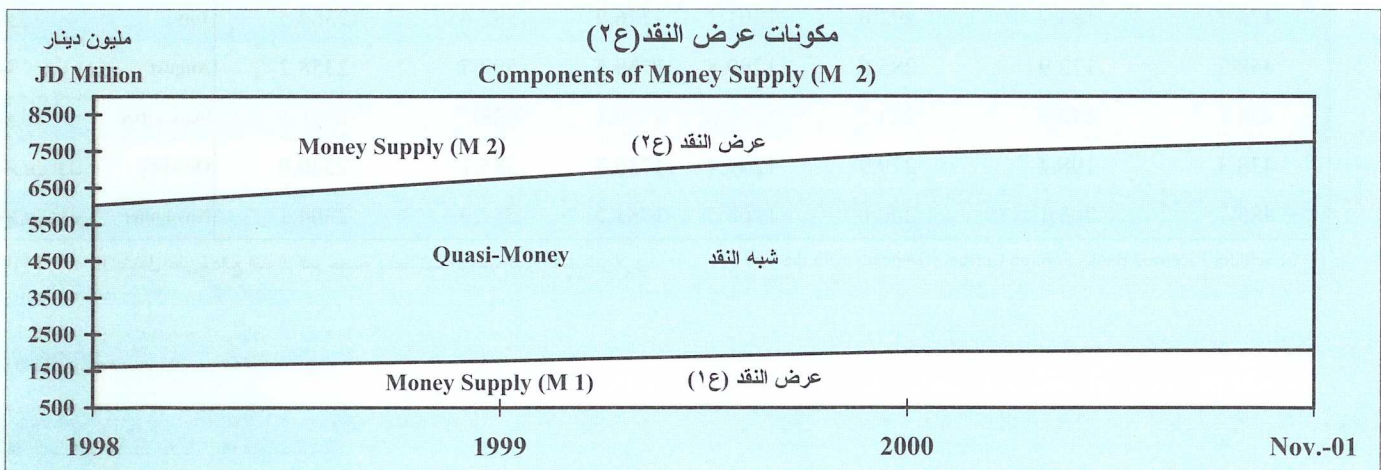 مكونات عرض النقد(ع٢)
مليون دينار
Components of Money Supply (M 2)
JD Million
8500
7500
6500
5500
4500
3500
2500
1500
500
Money Supply (M 2) عرض النقد (ع٢)
Quasi-Money شبه النقد
Money Supply (M 1) عرض النقد (ع١)
1998 1999 2000 Nov.-01